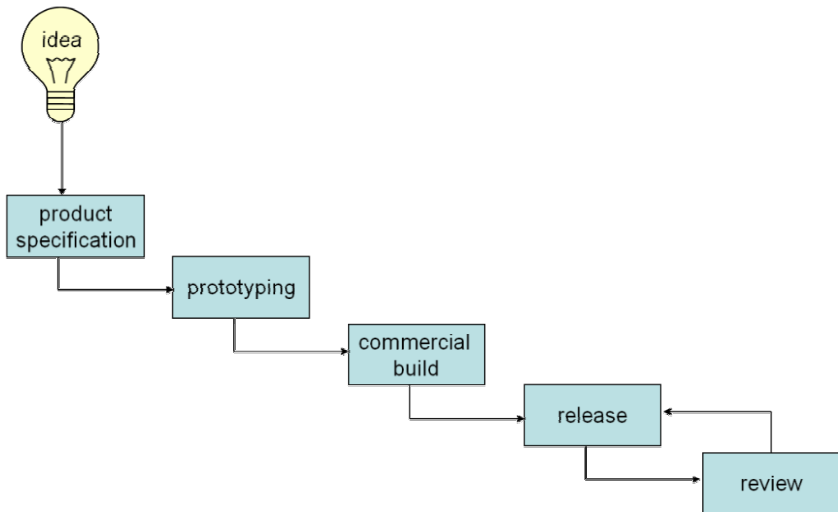 idea
product
specification
prototyping
commercial
build
release
review